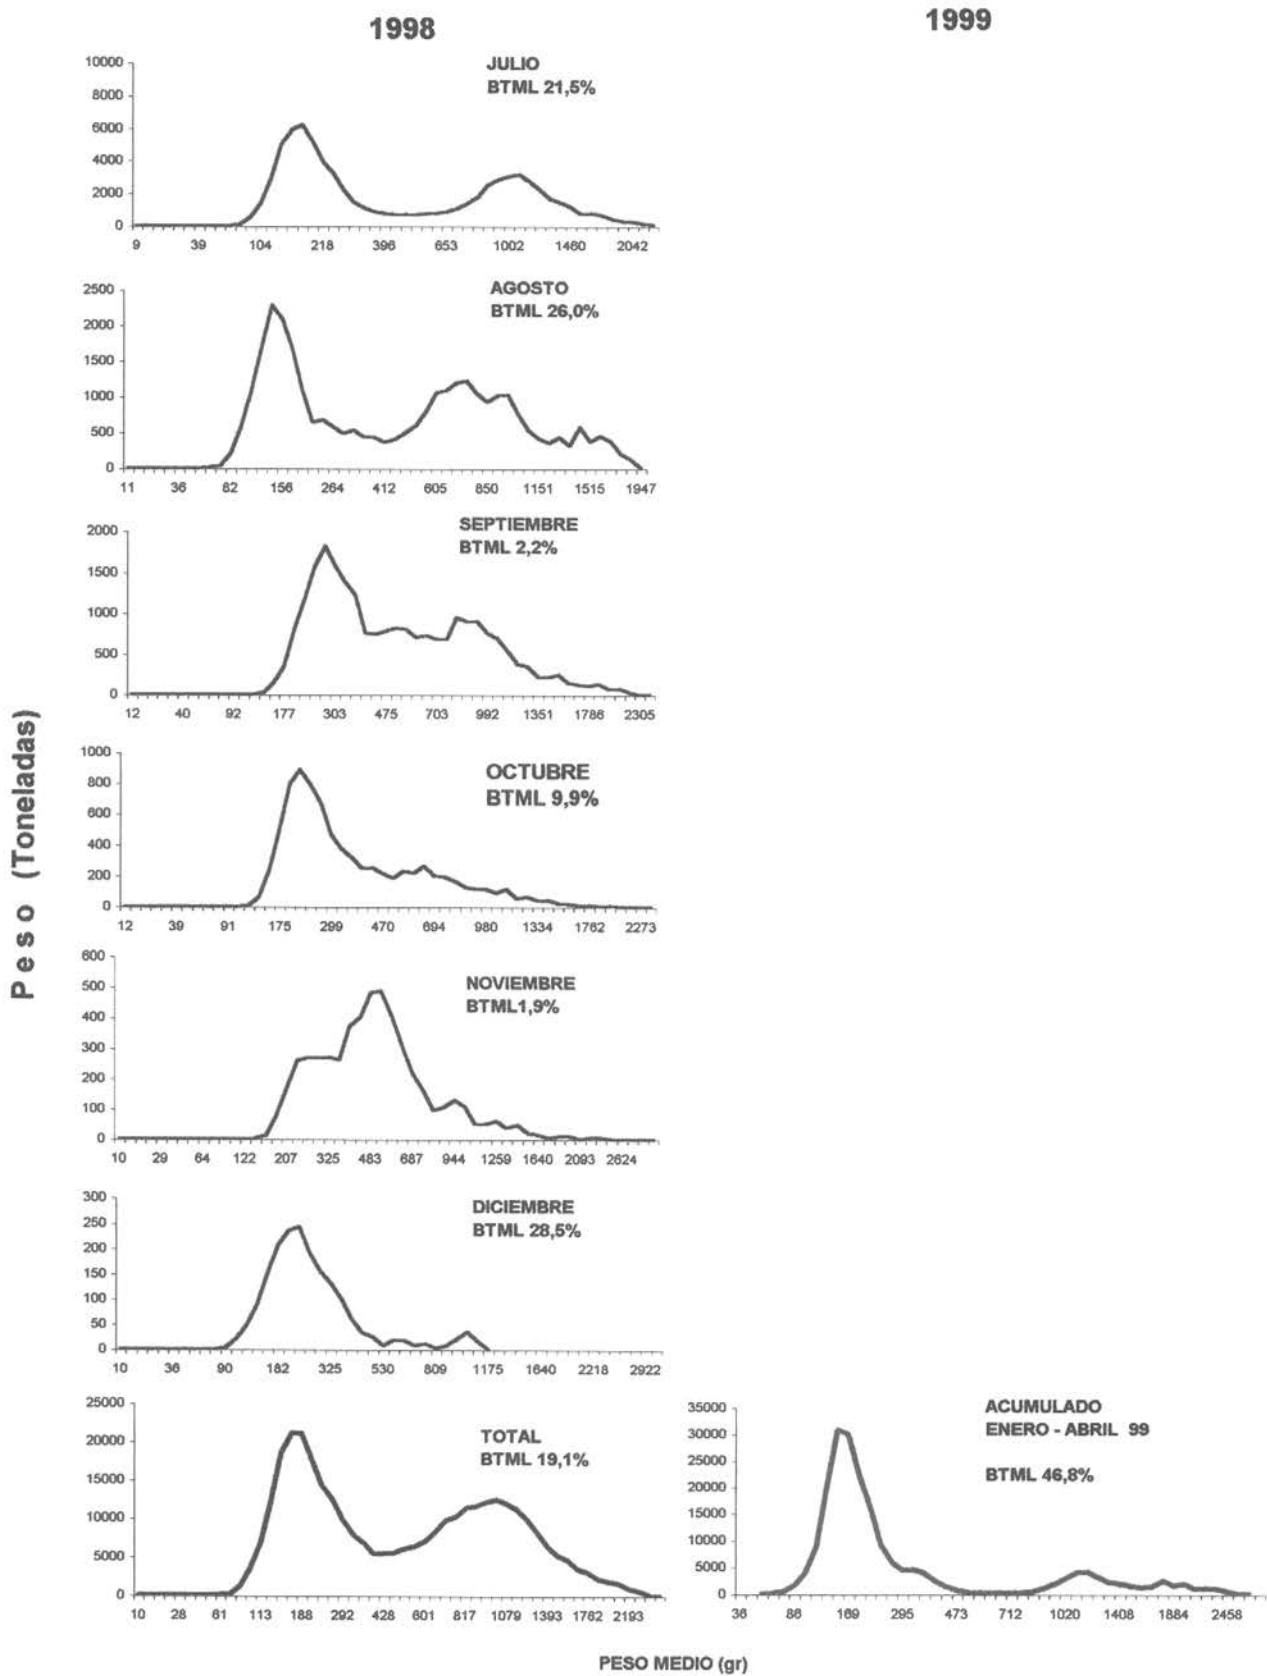 1998
1999
JULIO
BTML 21,5%
10000
8000
6000
4000
2000
0
9 39 104 218 396 653 1002 1460 2042
AGOSTO
BTML 26,0%
2500
2000
1500
1000
500
0
11 36 82 156 264 412 605 850 1151 1515 1947
SEPTIEMBRE
BTML 2,2%
2000
1500
1000
500
0
12 40 92 177 303 475 703 992 1351 1786 2305
OCTUBRE
BTML 9,9%
1000
800
600
400
200
0
12 39 91 175 299 470 694 980 1334 1762 2273
NOVIEMBRE
BTML1,9%
600
500
400
300
200
100
0
10 29 64 122 207 325 483 687 944 1259 1640 2093 2624
DICIEMBRE
BTML 28,5%
300
250
200
150
100
50
0
10 36 90 182 325 530 809 1175 1640 2218 2922
TOTAL
BTML 19,1%
25000
20000
15000
10000
5000
0
10 28 61 113 188 292 428 601 817 1079 1393 1762 2193
ACUMULADO
ENERO - ABRIL 99
BTML 46,8%
35000
30000
25000
20000
15000
10000
5000
0
36 86 169 295 473 712 1020 1408 1884 2458
Peso (Toneladas)
PESO MEDIO (gr)